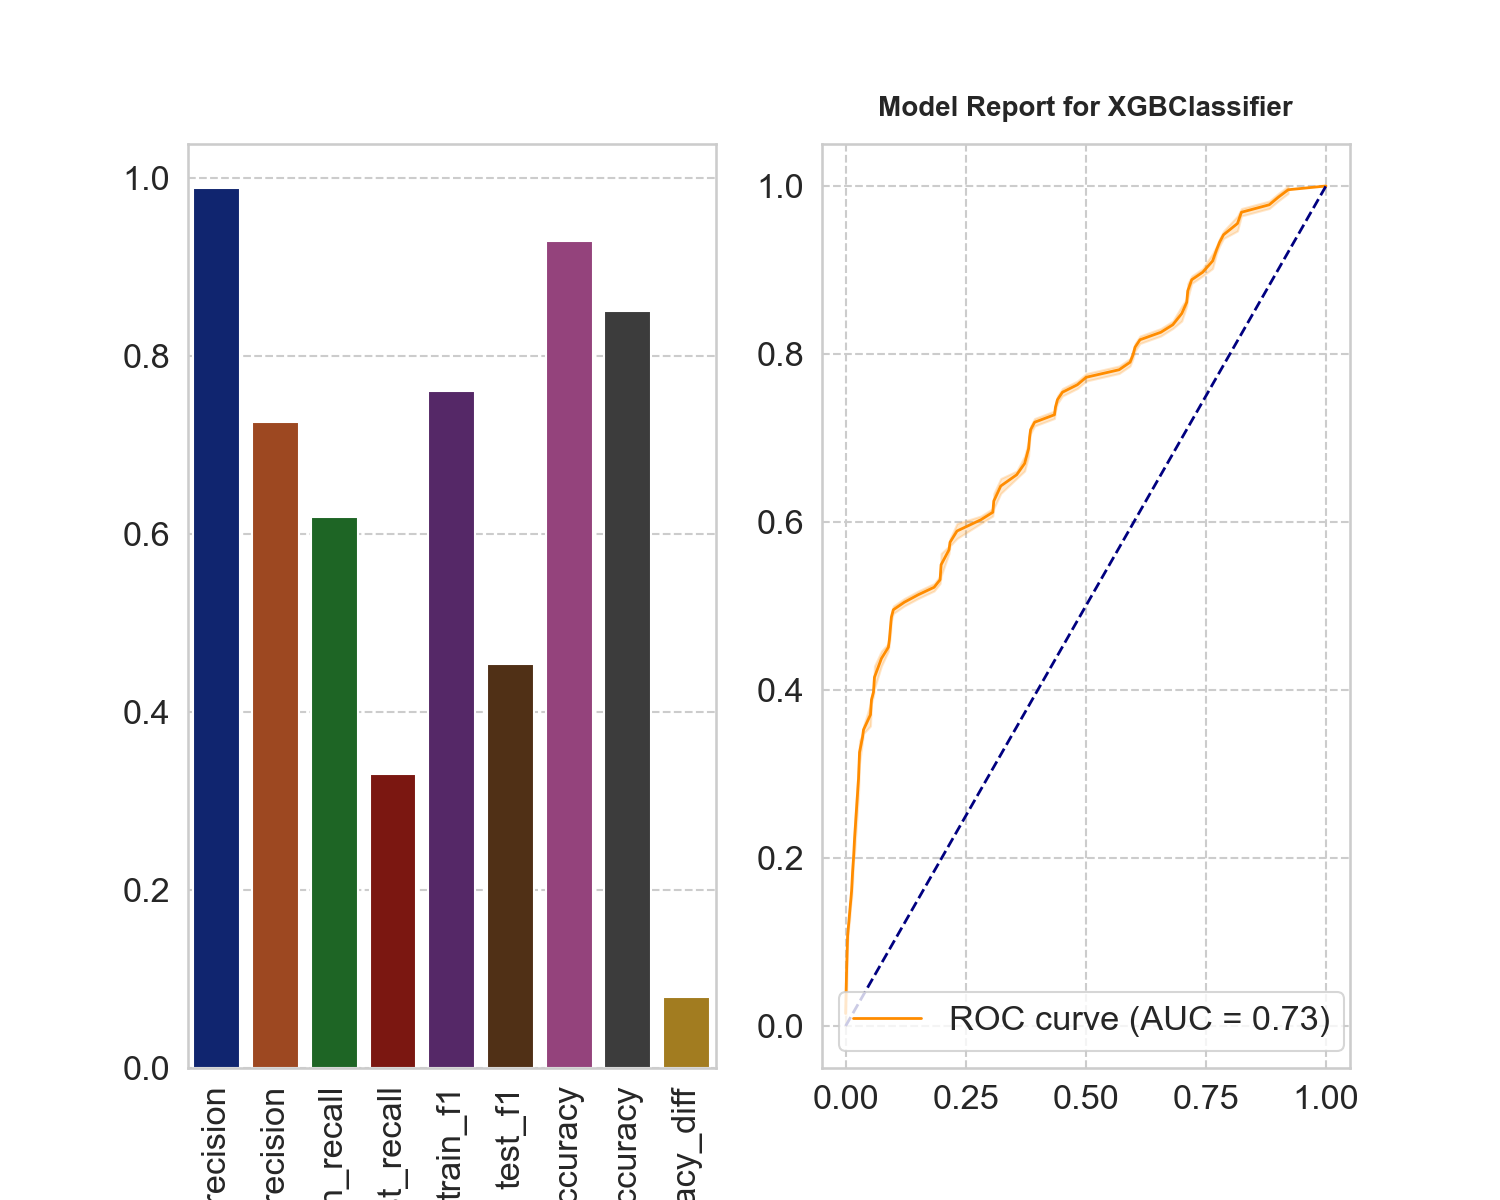 Model Report for XGBClassifier
1.0
0.8
0.6
0.4
0.2
0.0
recision
recision
n_recall
t_recall
train_f1
test_f1
ccuracy
ccuracy
acy_diff
1.0
0.8
0.6
0.4
0.2
0.0
0.00 0.25 0.50 0.75 1.00
ROC curve (AUC = 0.73)